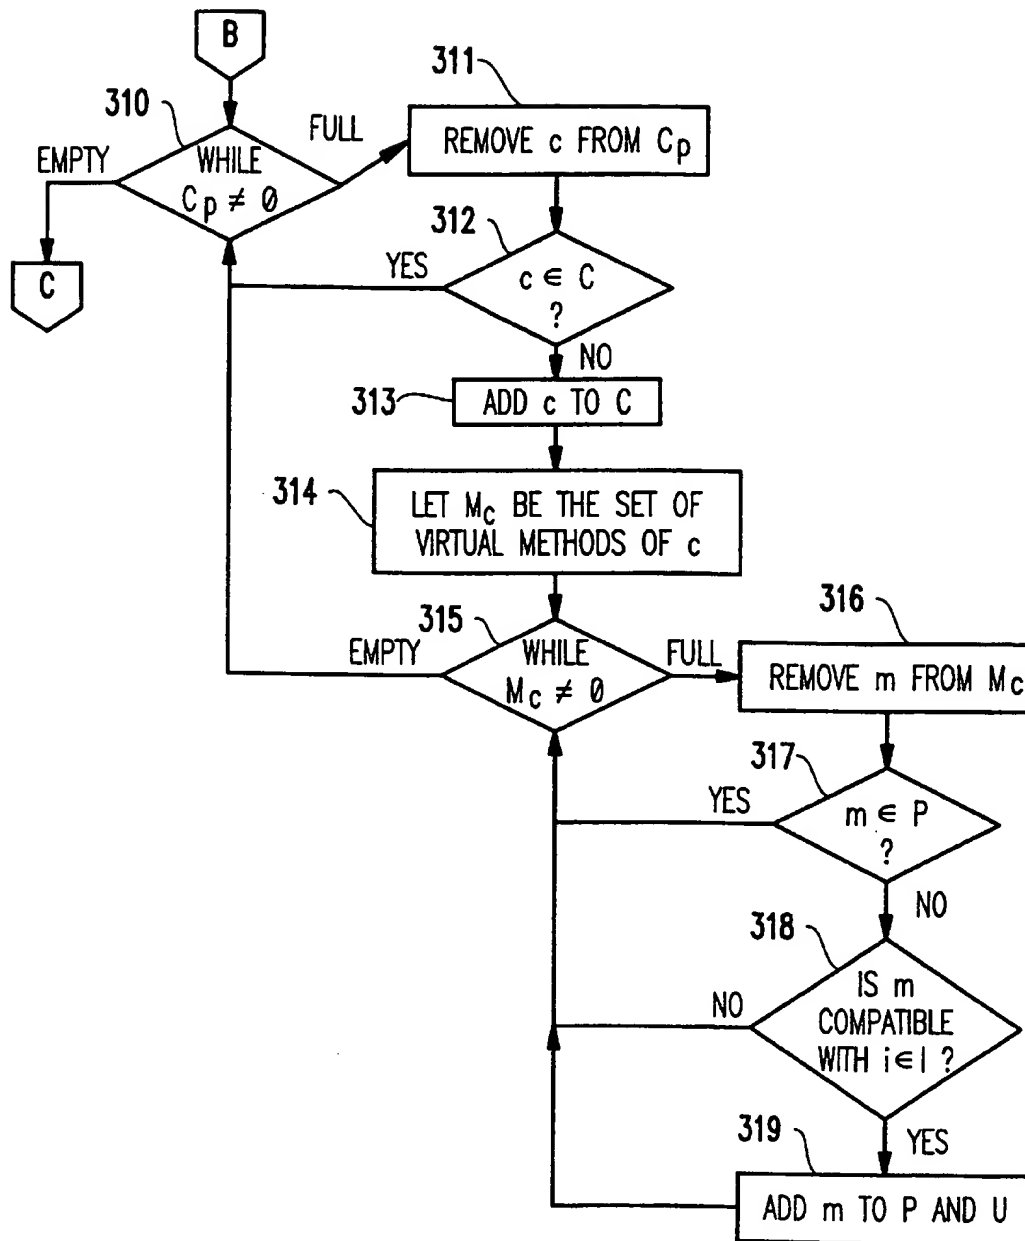 B
311
310
FULL
REMOVE c FROM Cp
EMPTY
WHILE
Cp ≠ 0
312
C
YES
c ∈ C
?
NO
313
ADD c TO C
314
LET Mc BE THE SET OF
VIRTUAL METHODS OF c
316
315
EMPTY
WHILE
Mc ≠ 0
FULL
REMOVE m FROM Mc
317
YES
m ∈ P
?
NO
318
IS m
NO
COMPATIBLE
WITH i∈I ?
319
YES
ADD m TO P AND U